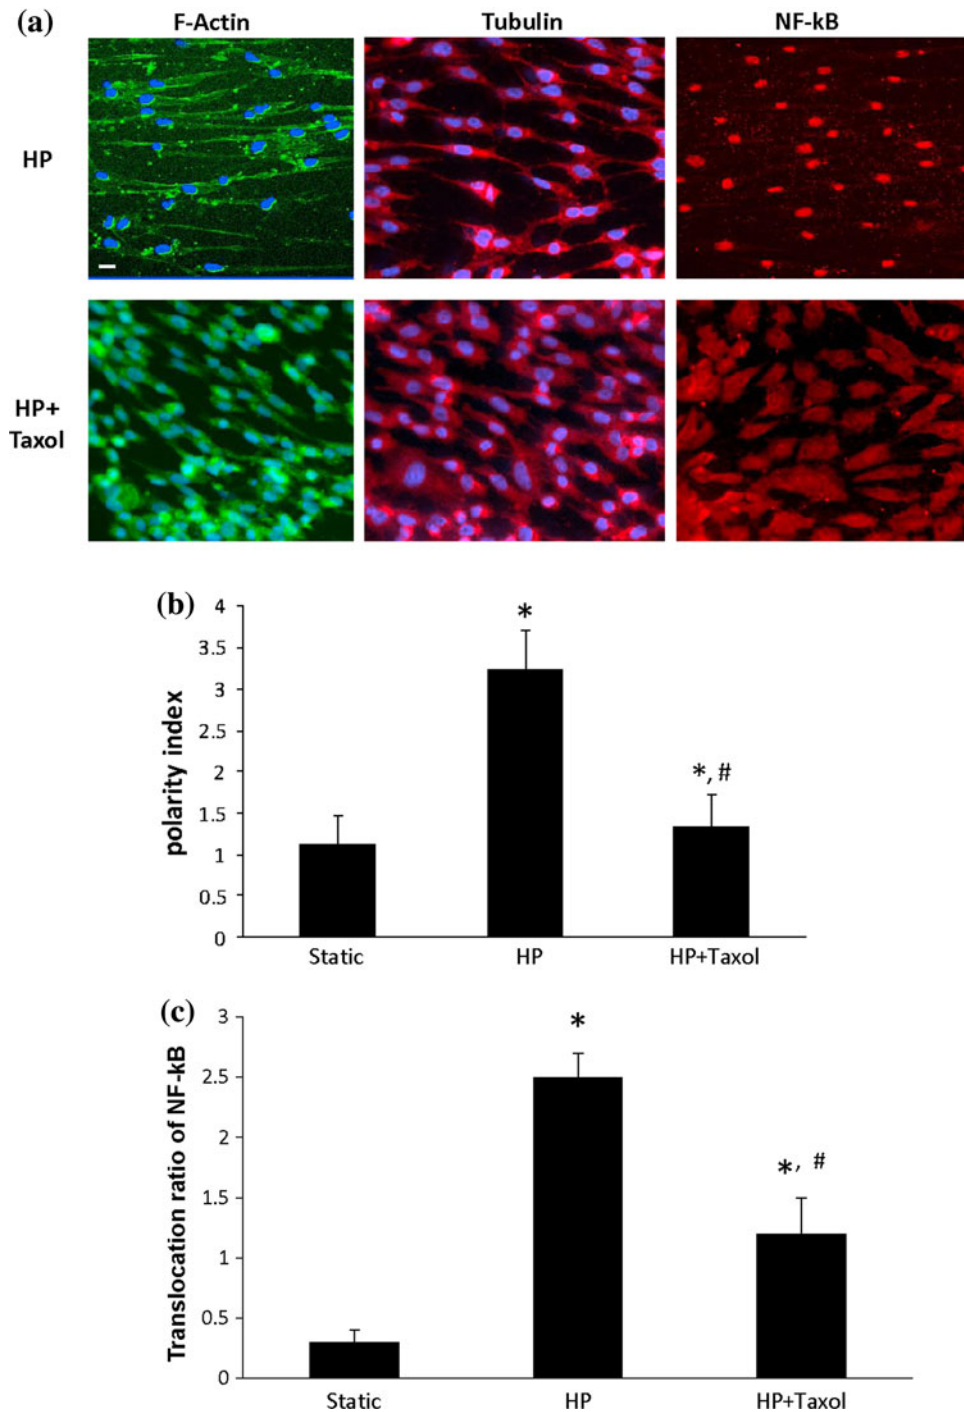 (a)
F-Actin Tubulin NF-kB
HP
HP+
Taxol
(b)
polarity index
4
3.5
3
2.5
2
1.5
1
0.5
0
*
*, #
Static HP HP+Taxol
(c)
Translocation ratio of NF-kB
3
2.5
2
1.5
1
0.5
0
*
*, #
Static HP HP+Taxol